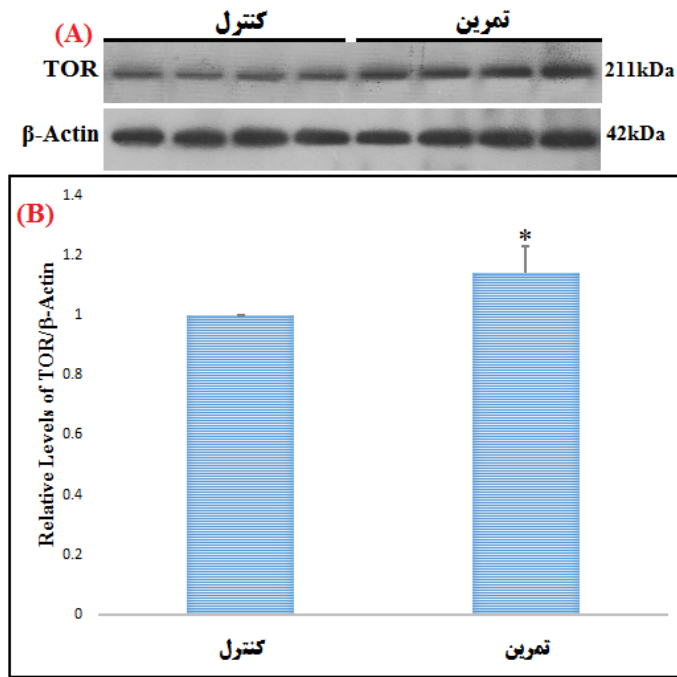 (A)
کنترل تمرین
TOR 211kDa
β-Actin 42kDa
(B)
*
Relative Levels of TOR/β-Actin
1.4
1.2
1
0.8
0.6
0.4
0.2
0
کنترل تمرین